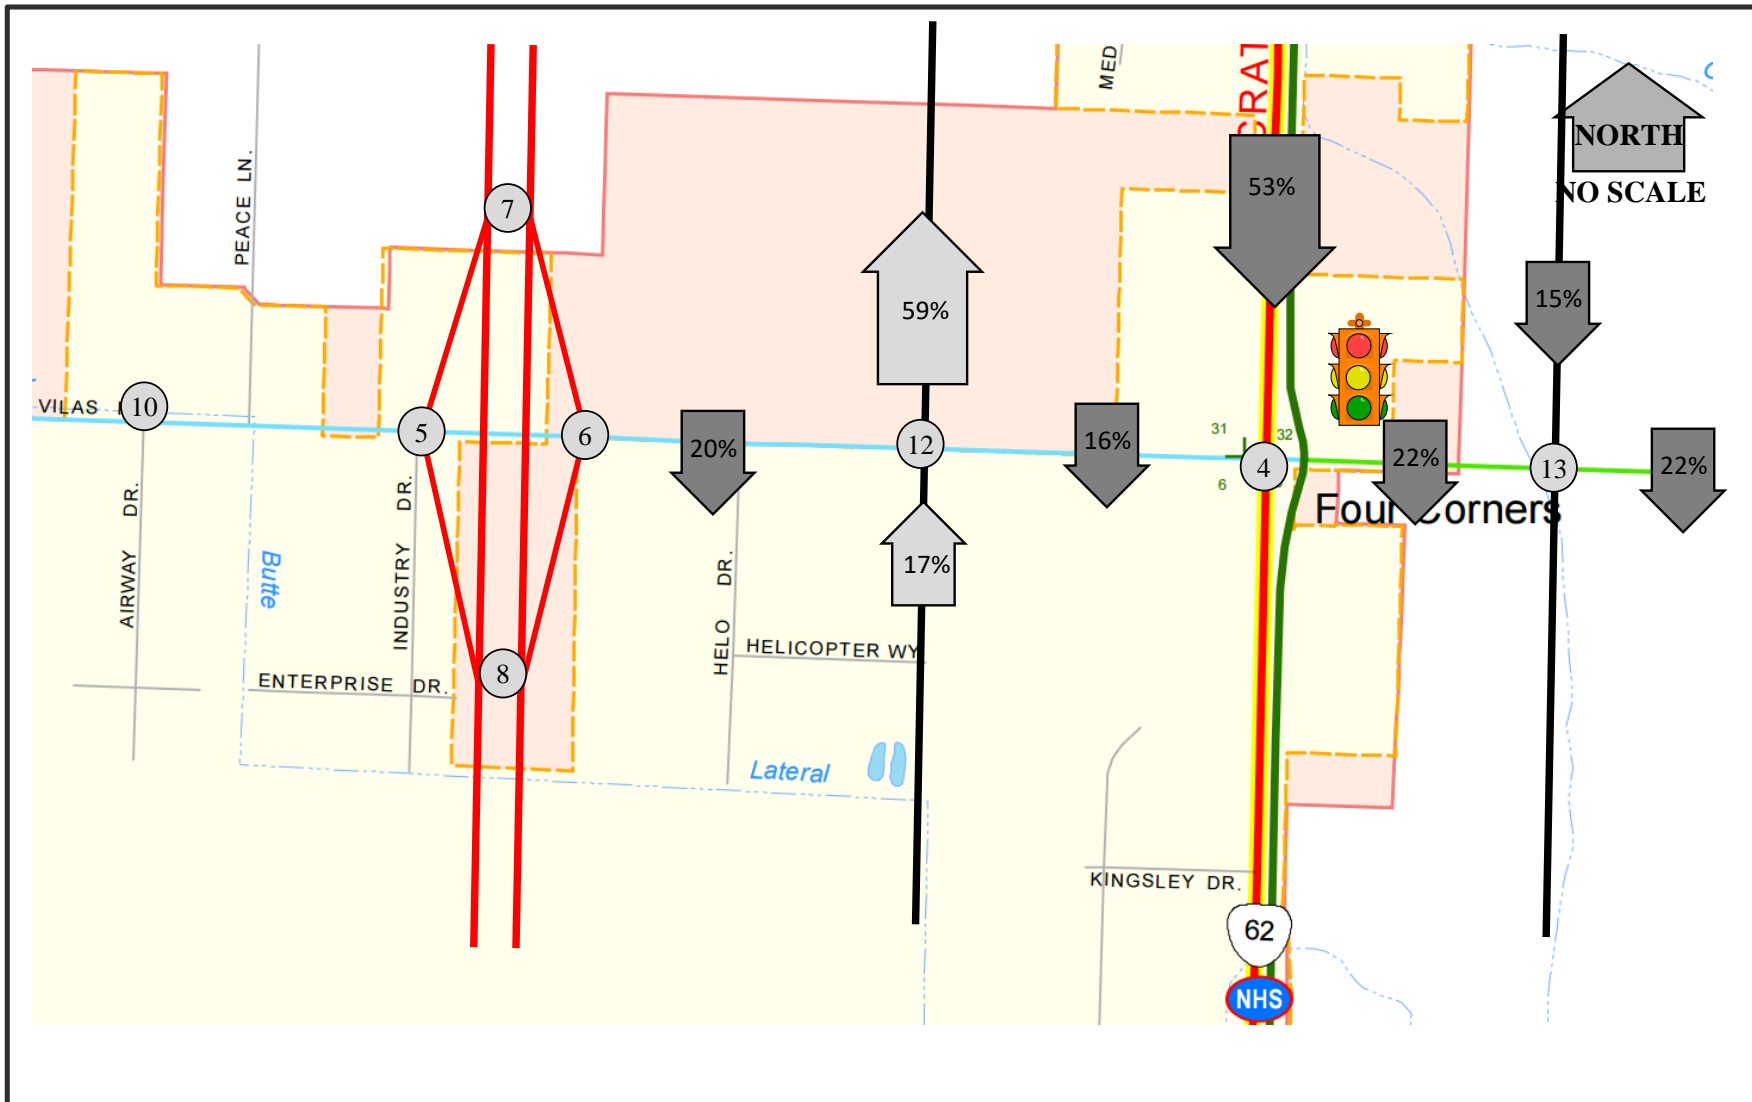 MED
CRAT
NORTH
NO SCALE
PEACE LN.
7
53%
59%
15%
VILAS
10
5
6
20%
12
16%
31
32
4
6
22%
13
22%
Four Corners
AIRWAY DR.
Butte
INDUSTRY DR.
HELO DR.
17%
HELICOPTER WY
8
ENTERPRISE DR.
Lateral
KINGSLEY DR.
62
NHS